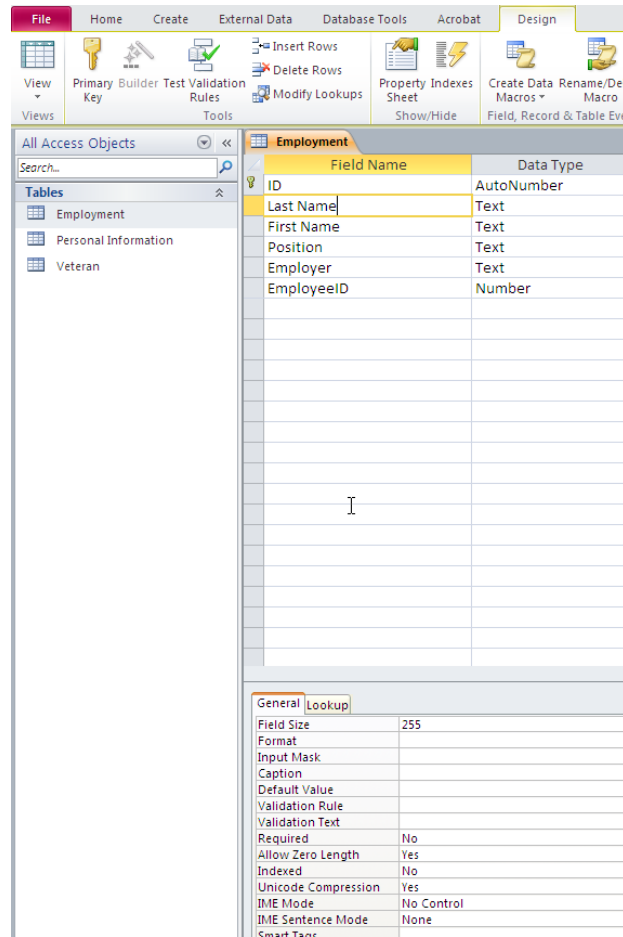 File Home Create External Data Database Tools Acrobat Design
Insert Rows
Delete Rows
Modify Lookups
View Primary Key Builder Test Validation Rules Property Sheet Indexes Create Data Macros Rename/De Macro
Views Tools Show/Hide Field, Record & Table Eve
All Access Objects
Search...
Tables
Employment
Personal Information
Veteran
Employment
Field Name Data Type
ID AutoNumber
Last Name Text
First Name Text
Position Text
Employer Text
EmployeeID Number
General Lookup
Field Size 255
Format
Input Mask
Caption
Default Value
Validation Rule
Validation Text
Required No
Allow Zero Length Yes
Indexed No
Unicode Compression Yes
IME Mode No Control
IME Sentence Mode None
Smart Tags